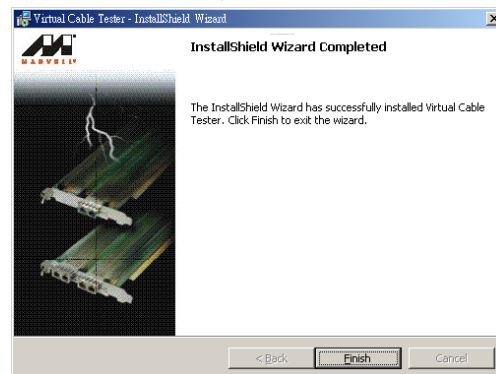 Virtual Cable Tester - InstallShield Wizard
MARVELL®
InstallShield Wizard Completed
The InstallShield Wizard has successfully installed Virtual Cable
Tester. Click Finish to exit the wizard.
< Back
Finish
Cancel